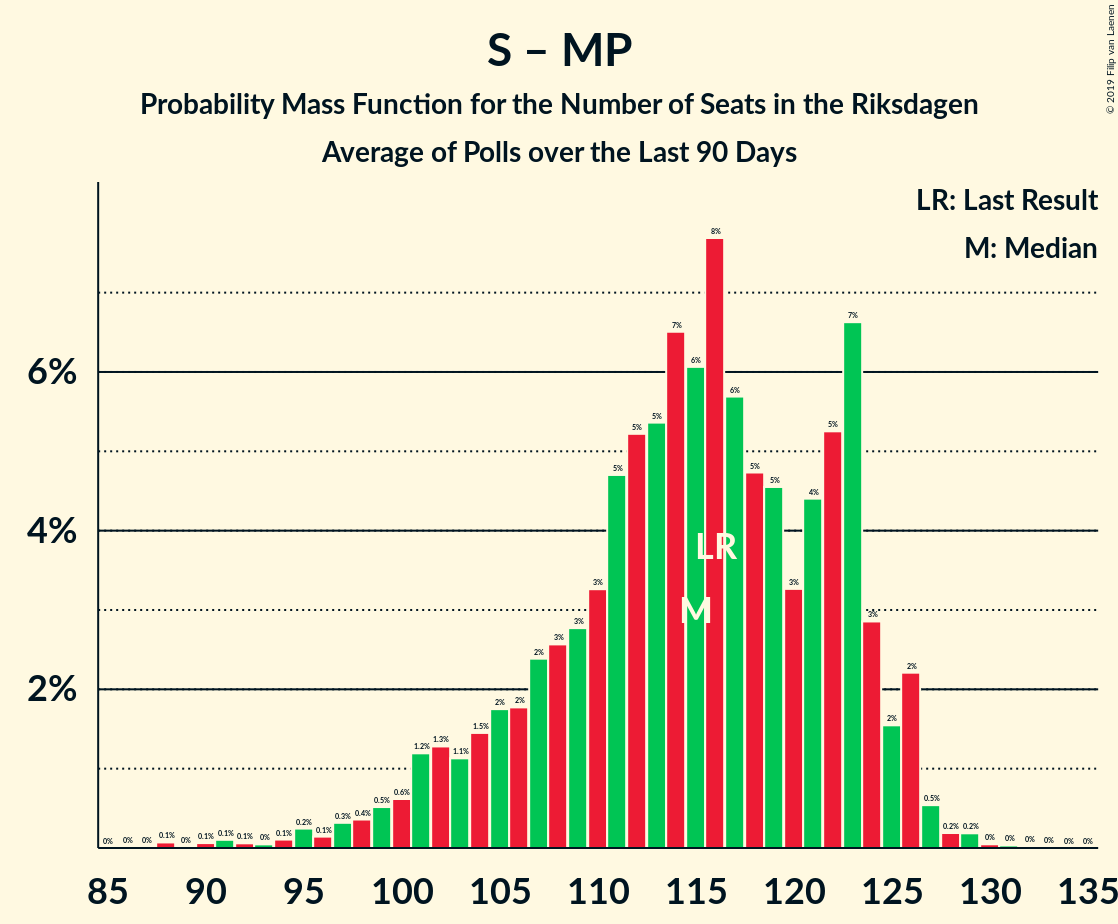 S – MP
Probability Mass Function for the Number of Seats in the Riksdagen
Average of Polls over the Last 90 Days
© 2019 Filip van Laenen
LR: Last Result
M: Median
6%
4%
2%
0% 0% 0% 0.1% 0% 0.1% 0.1% 0.1% 0% 0.1% 0.2% 0.1% 0.3% 0.4% 0.5% 0.6% 1.2% 1.3% 1.1% 1.5% 2% 2% 2% 3% 3% 3% 5% 5% 5% 7% 6% 8% 6% 5% 5% 3% 4% 5% 7% 3% 2% 2% 0.5% 0.2% 0.2% 0% 0% 0% 0% 0% 0%
LR
M
85 90 95 100 105 110 115 120 125 130 135